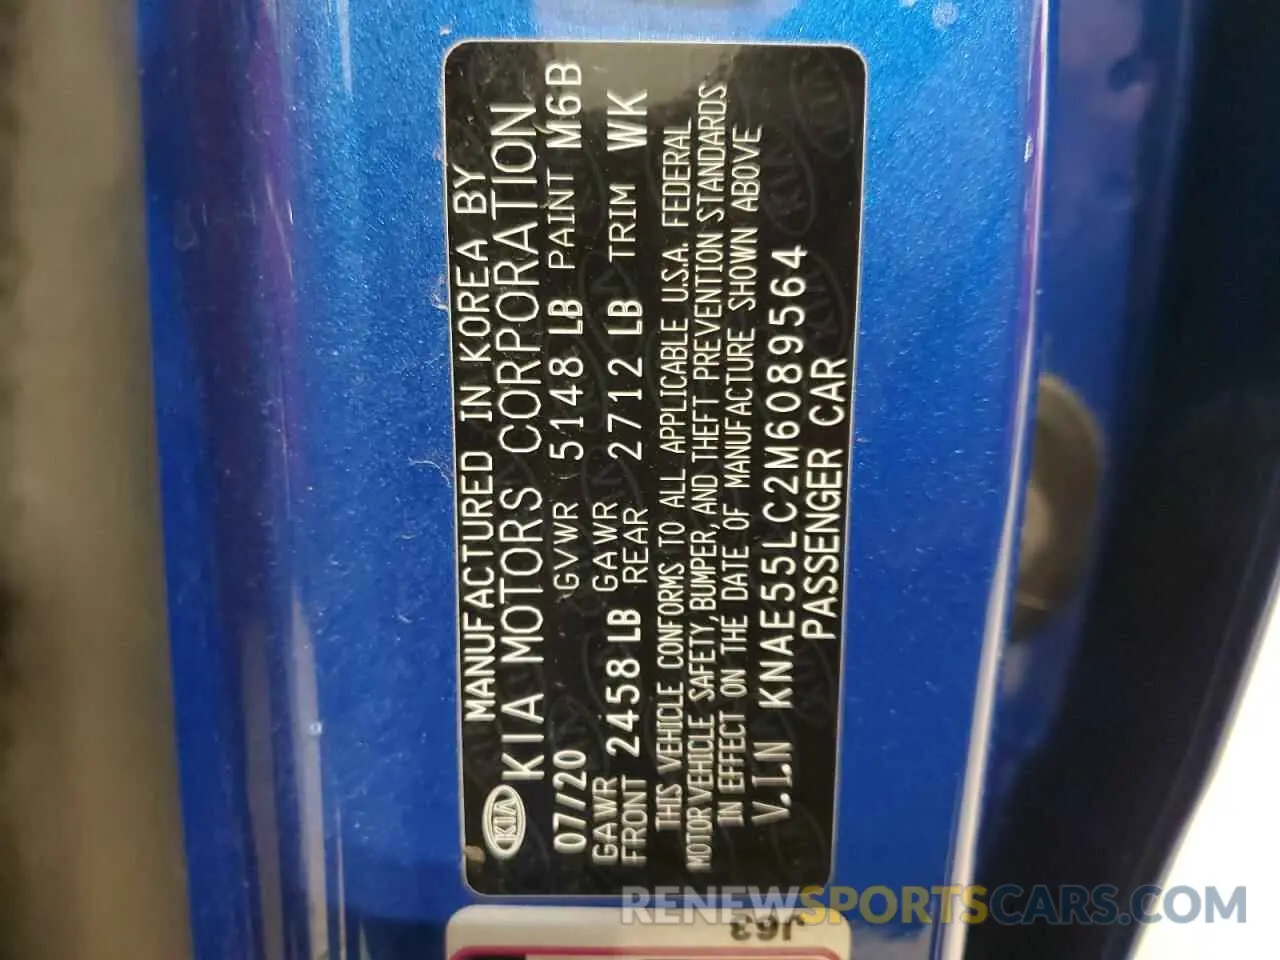 MANUFACTURED IN KOREA BY
KIA KIA MOTORS CORPORATION
07/20 GVWR 5148 LB PAINT M6B
GAWR FRONT 2458 LB GAWR REAR 2712 LB TRIM WK
THIS VEHICLE CONFORMS TO ALL APPLICABLE U.S.A. FEDERAL
MOTOR VEHICLE SAFETY, BUMPER, AND THEFT PREVENTION STANDARDS
IN EFFECT ON THE DATE OF MANUFACTURE SHOWN ABOVE
V.I.N KNAE55LC2M6089564
PASSENGER CAR
J63
RENEWSPORTSCARS.COM